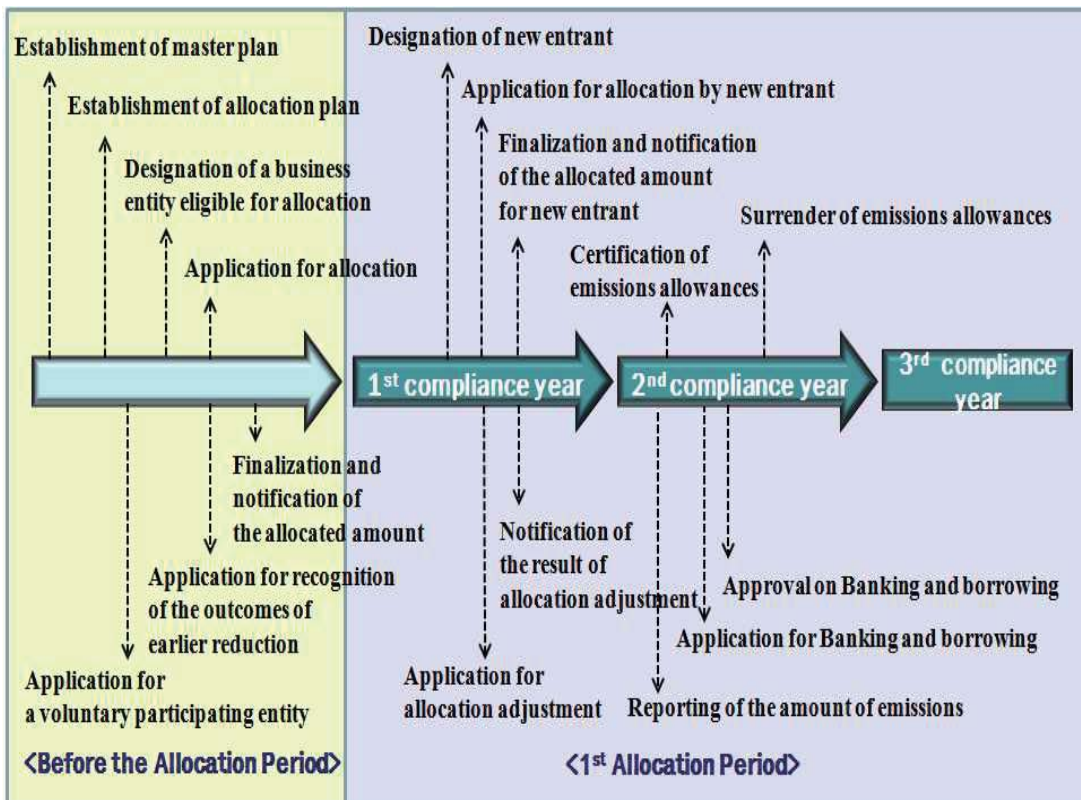 Establishment of master plan
Establishment of allocation plan
Designation of a business
entity eligible for allocation
Application for allocation
Finalization and
notification of
the allocated amount
Application for recognition
of the outcomes of
earlier reduction
Application for
a voluntary participating entity
<Before the Allocation Period>
Designation of new entrant
Application for allocation by new entrant
Finalization and notification
of the allocated amount
for new entrant
Certification of
emissions allowances
Surrender of emissions allowances
1st compliance year
2nd compliance year
3rd compliance
year
Notification of
the result of
allocation adjustment
Approval on Banking and borrowing
Application for Banking and borrowing
Application for
allocation adjustment
Reporting of the amount of emissions
<1st Allocation Period>